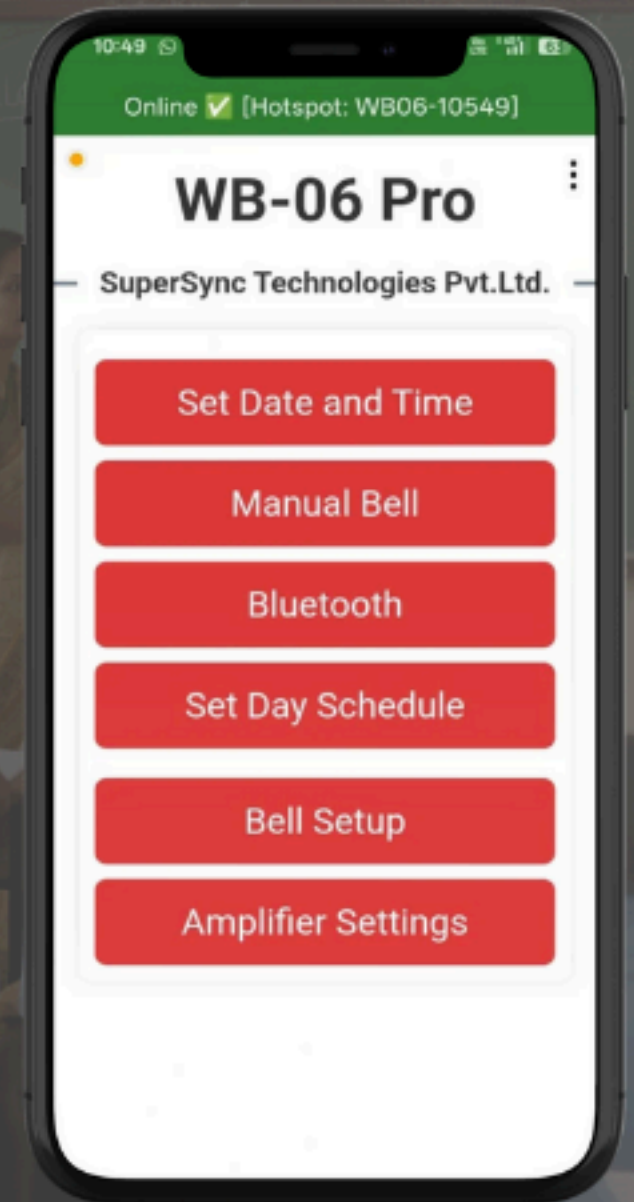 10:49
Online ✅ [Hotspot: WB06-10549]
WB-06 Pro
SuperSync Technologies Pvt.Ltd.
Set Date and Time
Manual Bell
Bluetooth
Set Day Schedule
Bell Setup
Amplifier Settings